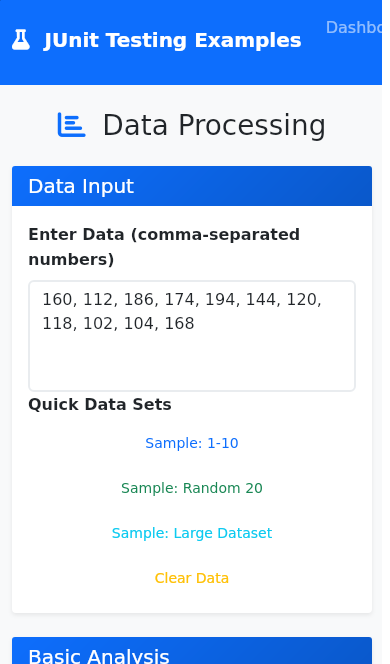 JUnit Testing Examples
Dashbo
Data Processing
Data Input
Enter Data (comma-separated
numbers)
160, 112, 186, 174, 194, 144, 120,
118, 102, 104, 168
Quick Data Sets
Sample: 1-10
Sample: Random 20
Sample: Large Dataset
Clear Data
Basic Analysis